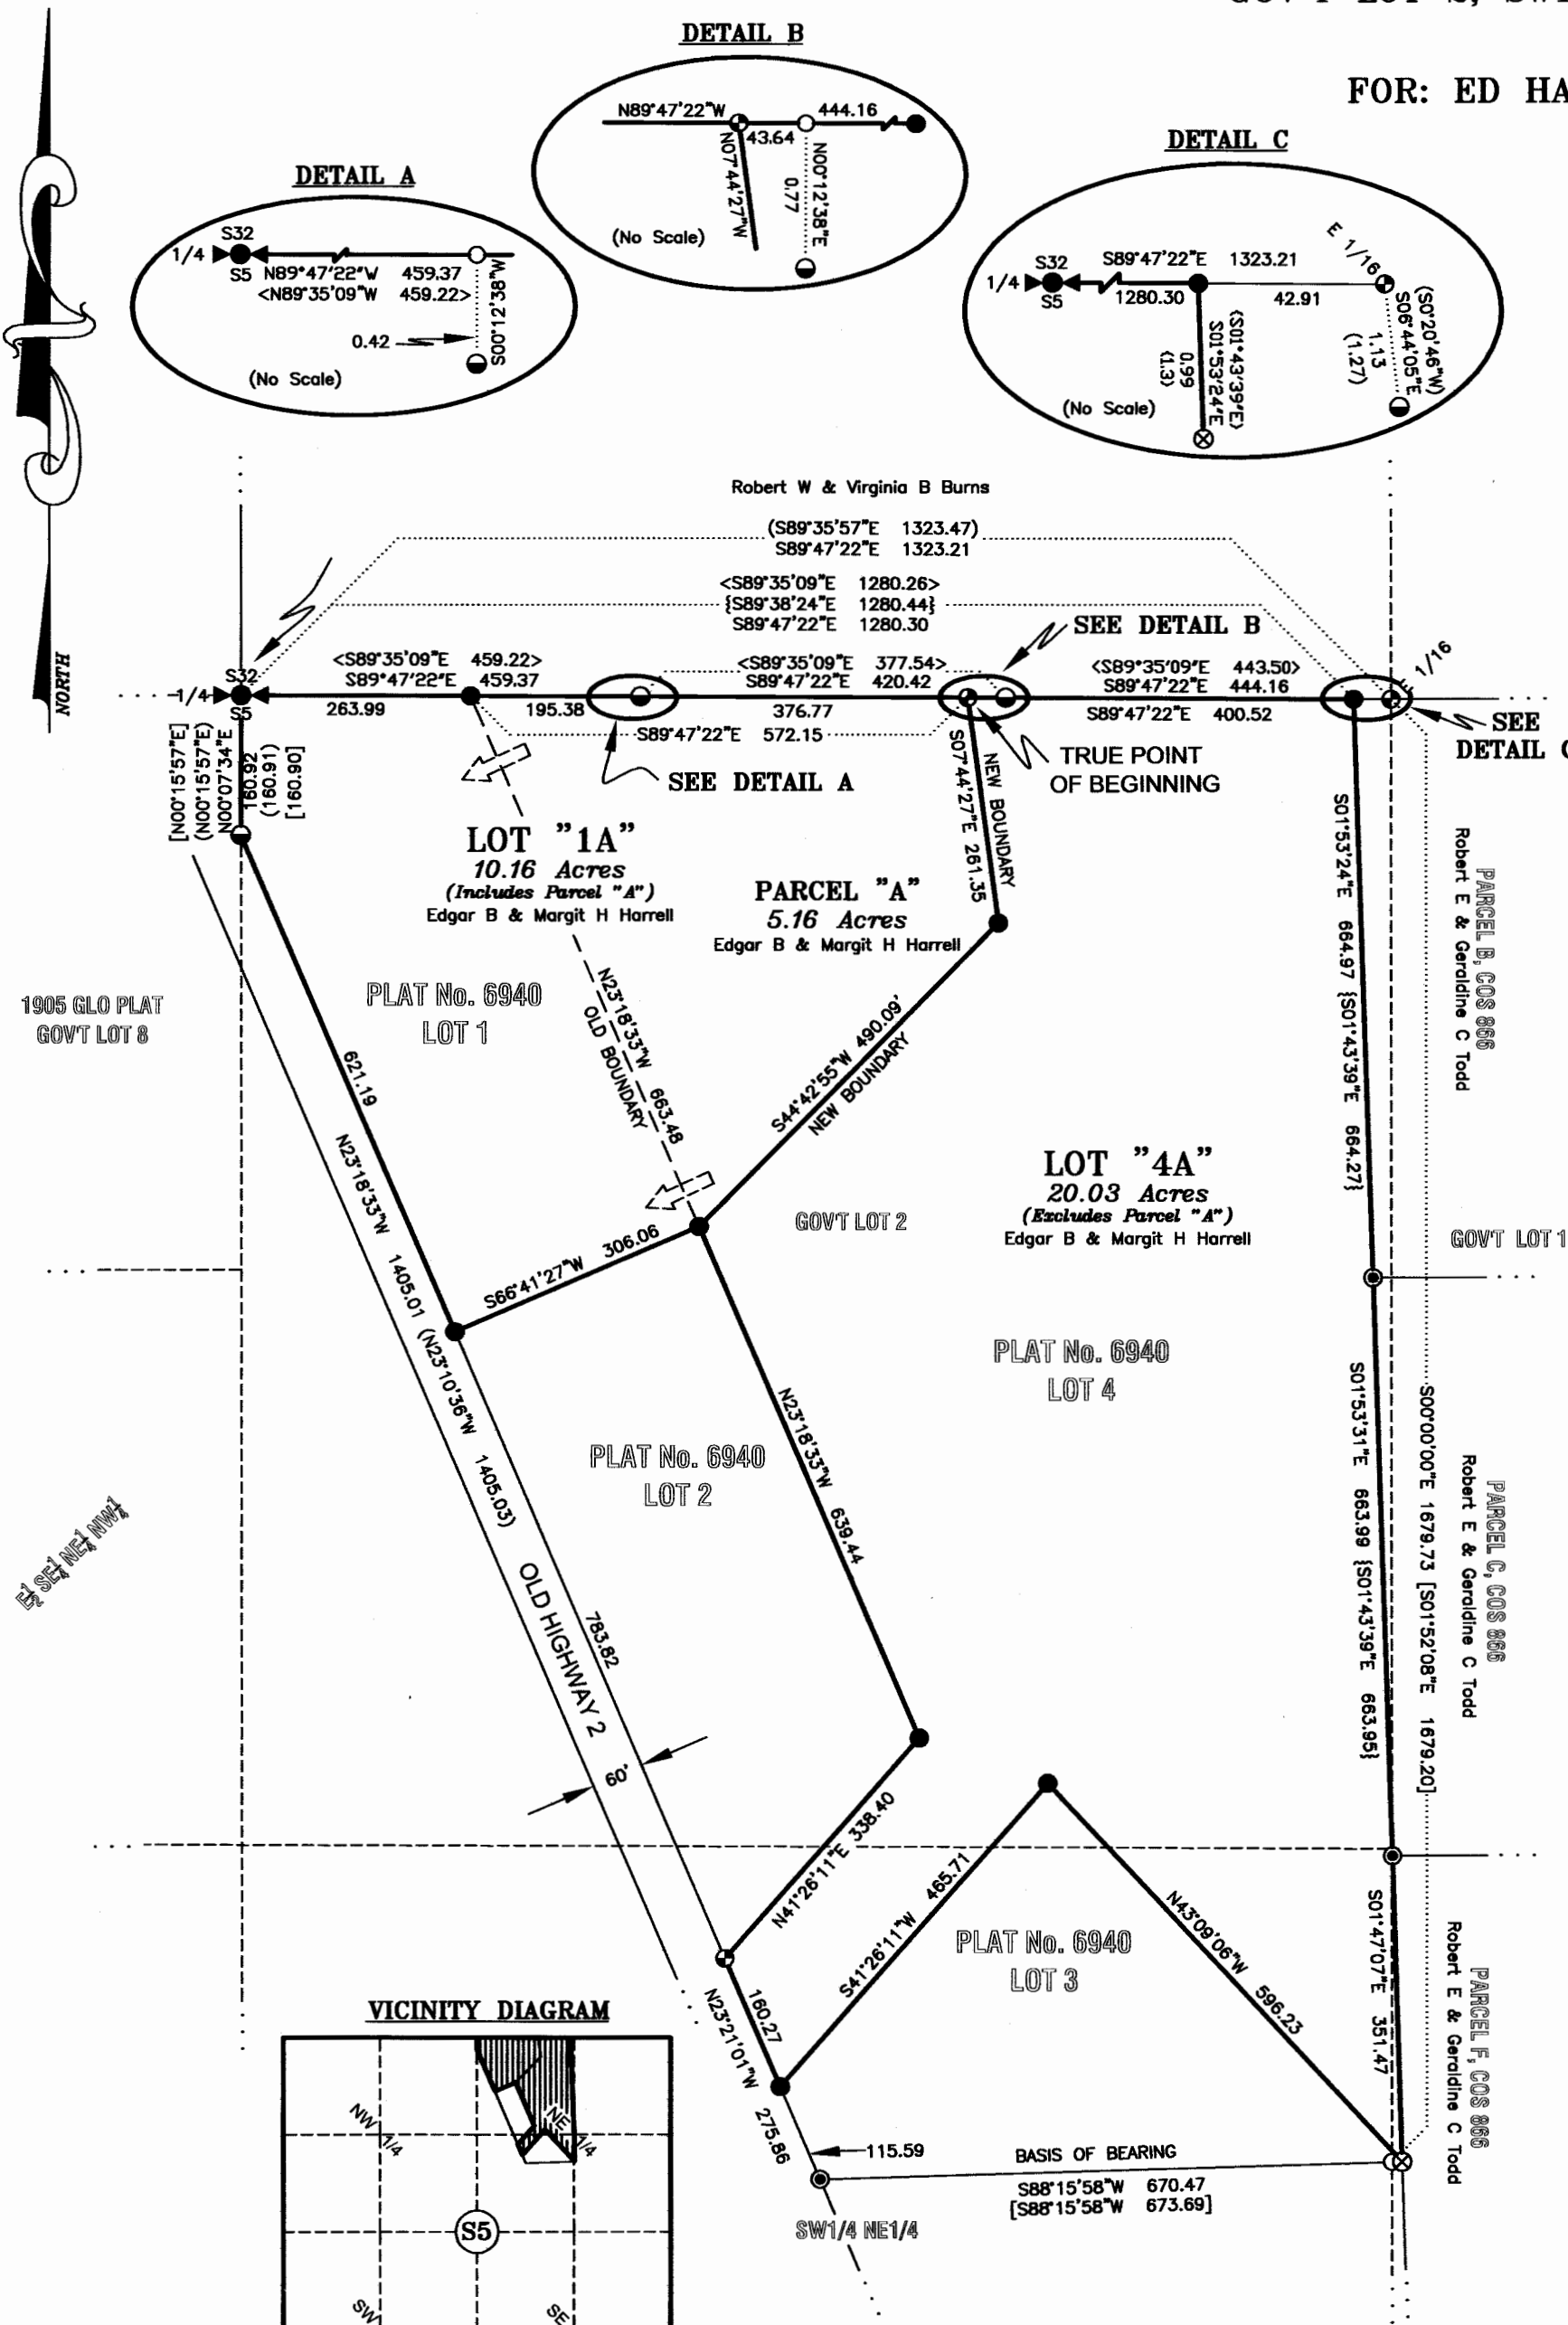 FOR: ED HA
DETAIL B
N89°47'22"W 444.16
43.64
N07°44'27"W
0.77
N00°12'38"E
(No Scale)
DETAIL A
S32
1/4
S5
N89°47'22"W 459.37
<N89°35'09"W 459.22>
0.42
S00°12'38"W
(No Scale)
DETAIL C
S32
1/4
S5
S89°47'22"E 1323.21
1280.30
42.91
E 1/16
(S0°20'46"W)
S06°44'05"E
1.13
(1.27)
<S01°43'39"E>
S01°53'24"E
0.99
(1.3)
(No Scale)
NORTH
Robert W & Virginia B Burns
(S89°35'57"E 1323.47)
S89°47'22"E 1323.21
<S89°35'09"E 1280.26>
{S89°38'24"E 1280.44}
S89°47'22"E 1280.30
SEE DETAIL B
<S89°35'09"E 459.22>
S89°47'22"E 459.37
<S89°35'09"E 377.54>
S89°47'22"E 420.42
<S89°35'09"E 443.50>
S89°47'22"E 444.16
1/16
S32
1/4
S5
263.99
195.38
376.77
S89°47'22"E 400.52
S89°47'22"E 572.15
SEE DETAIL A
TRUE POINT
OF BEGINNING
SEE
DETAIL C
[N00°15'57"E]
(N00°15'57"E)
N00°07'34"E
160.92
(160.91)
[160.90]
S07°44'27"E 261.35
NEW BOUNDARY
LOT "1A"
10.16 Acres
(Includes Parcel "A")
Edgar B & Margit H Harrell
PARCEL "A"
5.16 Acres
Edgar B & Margit H Harrell
S01°53'24"E 664.97 {S01°43'39"E 664.27}
PARCEL B, COS 866
Robert E & Geraldine C Todd
1905 GLO PLAT
GOV'T LOT 8
PLAT No. 6940
LOT 1
N23°18'33"W 663.48
OLD BOUNDARY
S44°42'55"W 490.09'
NEW BOUNDARY
621.19
N23°18'33"W 1405.01 (N23°10'36"W 1405.03)
LOT "4A"
20.03 Acres
(Excludes Parcel "A")
Edgar B & Margit H Harrell
GOV'T LOT 2
GOV'T LOT 1
S66°41'27"W 306.06
PLAT No. 6940
LOT 4
N23°18'33"W 639.44
PLAT No. 6940
LOT 2
S01°53'31"E 663.99 {S01°43'39"E 663.95}
S00°00'00"E 1679.73 [S01°52'08"E 1679.20]
PARCEL C, COS 866
Robert E & Geraldine C Todd
E½ SE¼ NE¼ NW¼
OLD HIGHWAY 2
783.82
60'
N41°26'11"E 338.40
S41°26'11"W 465.71
N43°09'06"W 596.23
PLAT No. 6940
LOT 3
S01°47'07"E 351.47
PARCEL F, COS 866
Robert E & Geraldine C Todd
160.27
N23°21'01"W 275.86
115.59
BASIS OF BEARING
S88°15'58"W 670.47
[S88°15'58"W 673.69]
SW1/4 NE1/4
VICINITY DIAGRAM
NW 1/4
NE 1/4
S5
SW
SE